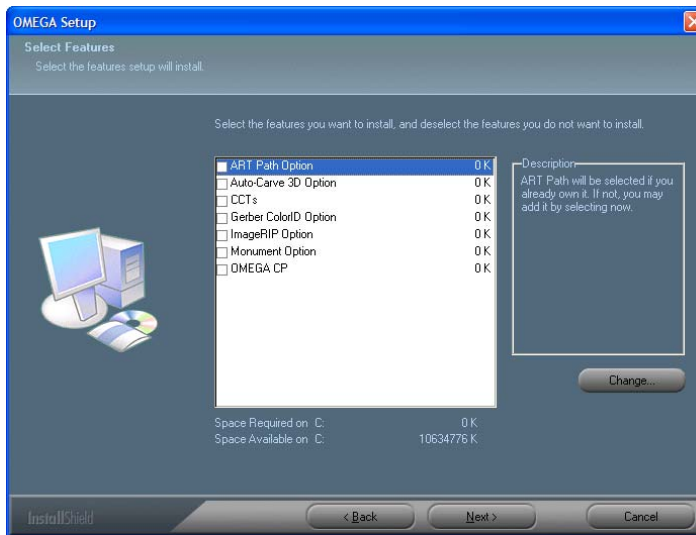 OMEGA Setup
Select Features
Select the features setup will install.
Select the features you want to install, and deselect the features you do not want to install.
ART Path Option 0 K
Auto-Carve 3D Option 0 K
CCTs 0 K
Gerber ColorID Option 0 K
ImageRIP Option 0 K
Monument Option 0 K
OMEGA CP 0 K
Description
ART Path will be selected if you
already own it. If not, you may
add it by selecting now.
Change...
Space Required on C: 0 K
Space Available on C: 10634776 K
InstallShield
< Back
Next >
Cancel